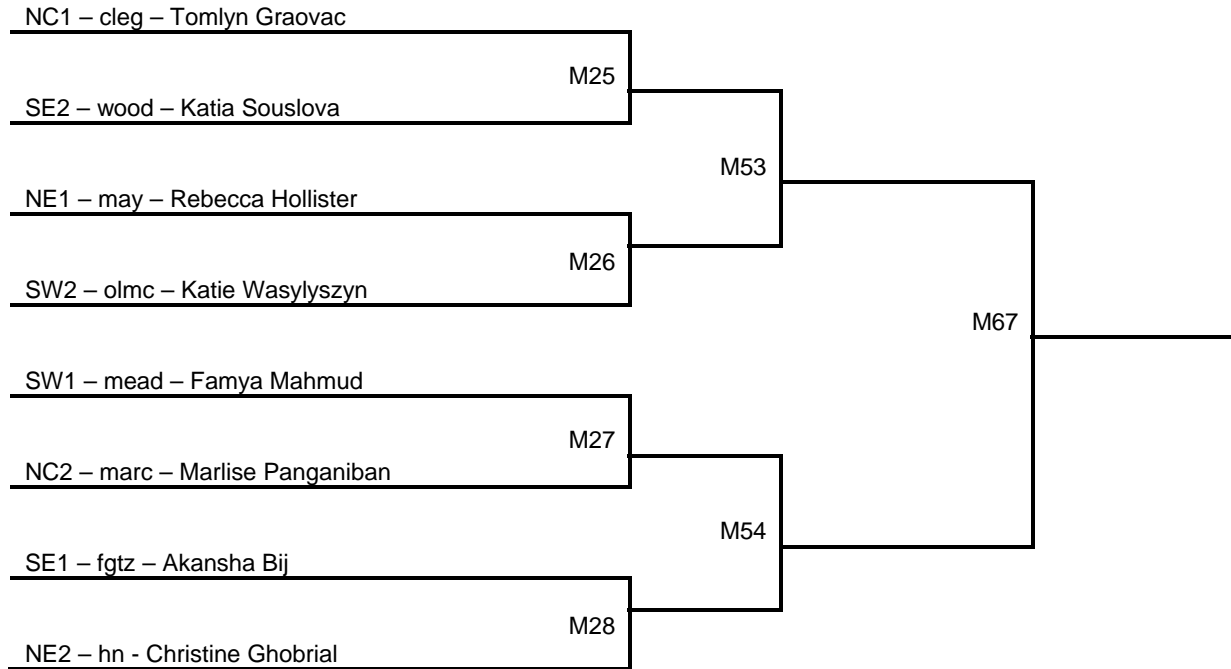 NC1 – cleg – Tomlyn Graovac
M25
SE2 – wood – Katia Souslova
M53
NE1 – may – Rebecca Hollister
M26
SW2 – olmc – Katie Wasylyszyn
M67
SW1 – mead – Famya Mahmud
M27
NC2 – marc – Marlise Panganiban
M54
SE1 – fgtz – Akansha Bij
M28
NE2 – hn - Christine Ghobrial